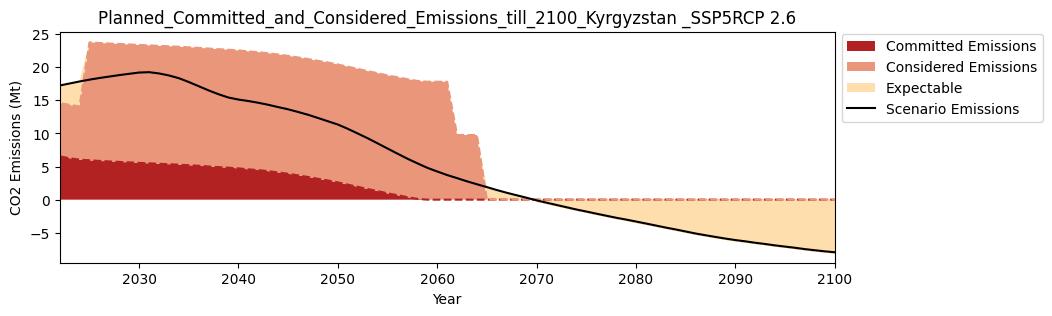 Planned_Committed_and_Considered_Emissions_till_2100_Kyrgyzstan _SSP5RCP 2.6
25
20
15
10
5
0
−5
CO2 Emissions (Mt)
2030 2040 2050 2060 2070 2080 2090 2100
Year
Committed Emissions
Considered Emissions
Expectable
Scenario Emissions